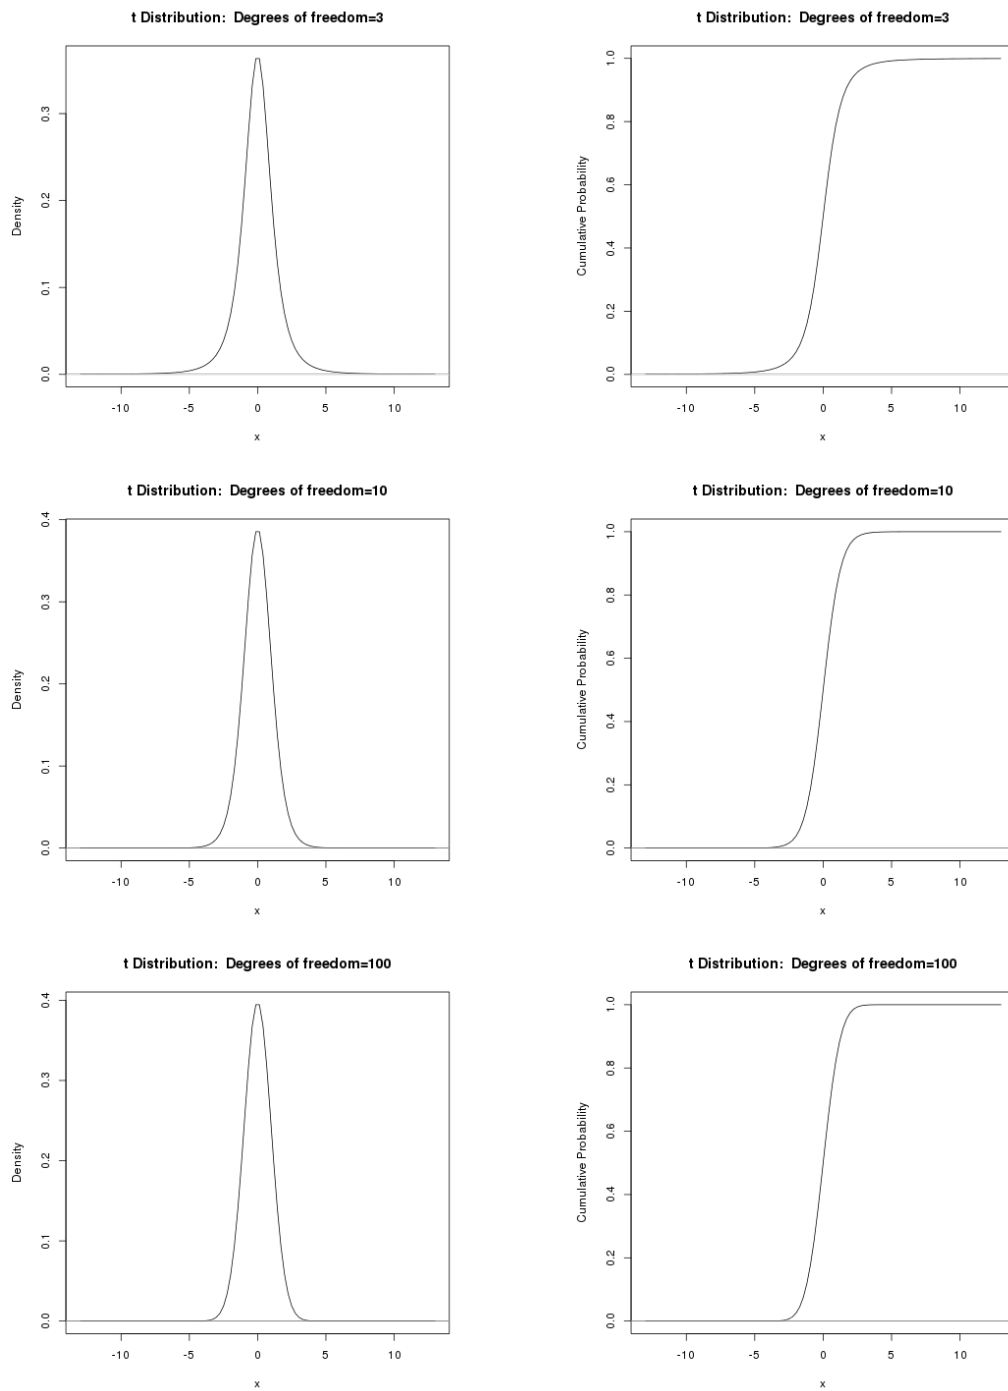 t Distribution:  Degrees of freedom=3
Density
0.0 0.1 0.2 0.3
-10 -5 0 5 10
x
t Distribution:  Degrees of freedom=3
Cumulative Probability
0.0 0.2 0.4 0.6 0.8 1.0
-10 -5 0 5 10
x
t Distribution:  Degrees of freedom=10
Density
0.0 0.1 0.2 0.3 0.4
-10 -5 0 5 10
x
t Distribution:  Degrees of freedom=10
Cumulative Probability
0.0 0.2 0.4 0.6 0.8 1.0
-10 -5 0 5 10
x
t Distribution:  Degrees of freedom=100
Density
0.0 0.1 0.2 0.3 0.4
-10 -5 0 5 10
x
t Distribution:  Degrees of freedom=100
Cumulative Probability
0.0 0.2 0.4 0.6 0.8 1.0
-10 -5 0 5 10
x